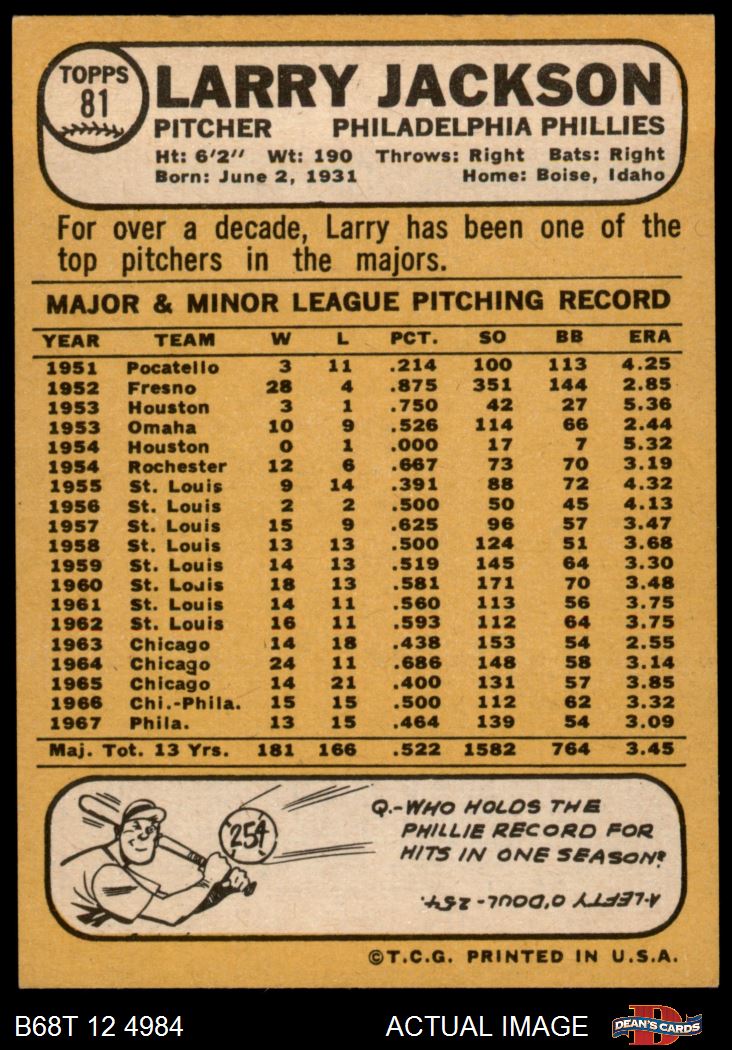 TOPPS
81
LARRY JACKSON
PITCHER PHILADELPHIA PHILLIES
Ht: 6'2" Wt: 190 Throws: Right Bats: Right
Born: June 2, 1931 Home: Boise, Idaho
For over a decade, Larry has been one of the
top pitchers in the majors.
MAJOR & MINOR LEAGUE PITCHING RECORD
YEAR TEAM W L PCT. SO BB ERA
1951 Pocatello 3 11 .214 100 113 4.25
1952 Fresno 28 4 .875 351 144 2.85
1953 Houston 3 1 .750 42 27 5.36
1953 Omaha 10 9 .526 114 66 2.44
1954 Houston 0 1 .000 17 7 5.32
1954 Rochester 12 6 .667 73 70 3.19
1955 St. Louis 9 14 .391 88 72 4.32
1956 St. Louis 2 2 .500 50 45 4.13
1957 St. Louis 15 9 .625 96 57 3.47
1958 St. Louis 13 13 .500 124 51 3.68
1959 St. Louis 14 13 .519 145 64 3.30
1960 St. Louis 18 13 .581 171 70 3.48
1961 St. Louis 14 11 .560 113 56 3.75
1962 St. Louis 16 11 .593 112 64 3.75
1963 Chicago 14 18 .438 153 54 2.55
1964 Chicago 24 11 .686 148 58 3.14
1965 Chicago 14 21 .400 131 57 3.85
1966 Chi.-Phila. 15 15 .500 112 62 3.32
1967 Phila. 13 15 .464 139 54 3.09
Maj. Tot. 13 Yrs. 181 166 .522 1582 764 3.45
254
Q.-WHO HOLDS THE
PHILLIE RECORD FOR
HITS IN ONE SEASON?
A-LEFTY O'DOUL-254.
©T.C.G. PRINTED IN U.S.A.
B68T 12 4984 ACTUAL IMAGE D DEAN'S CARDS